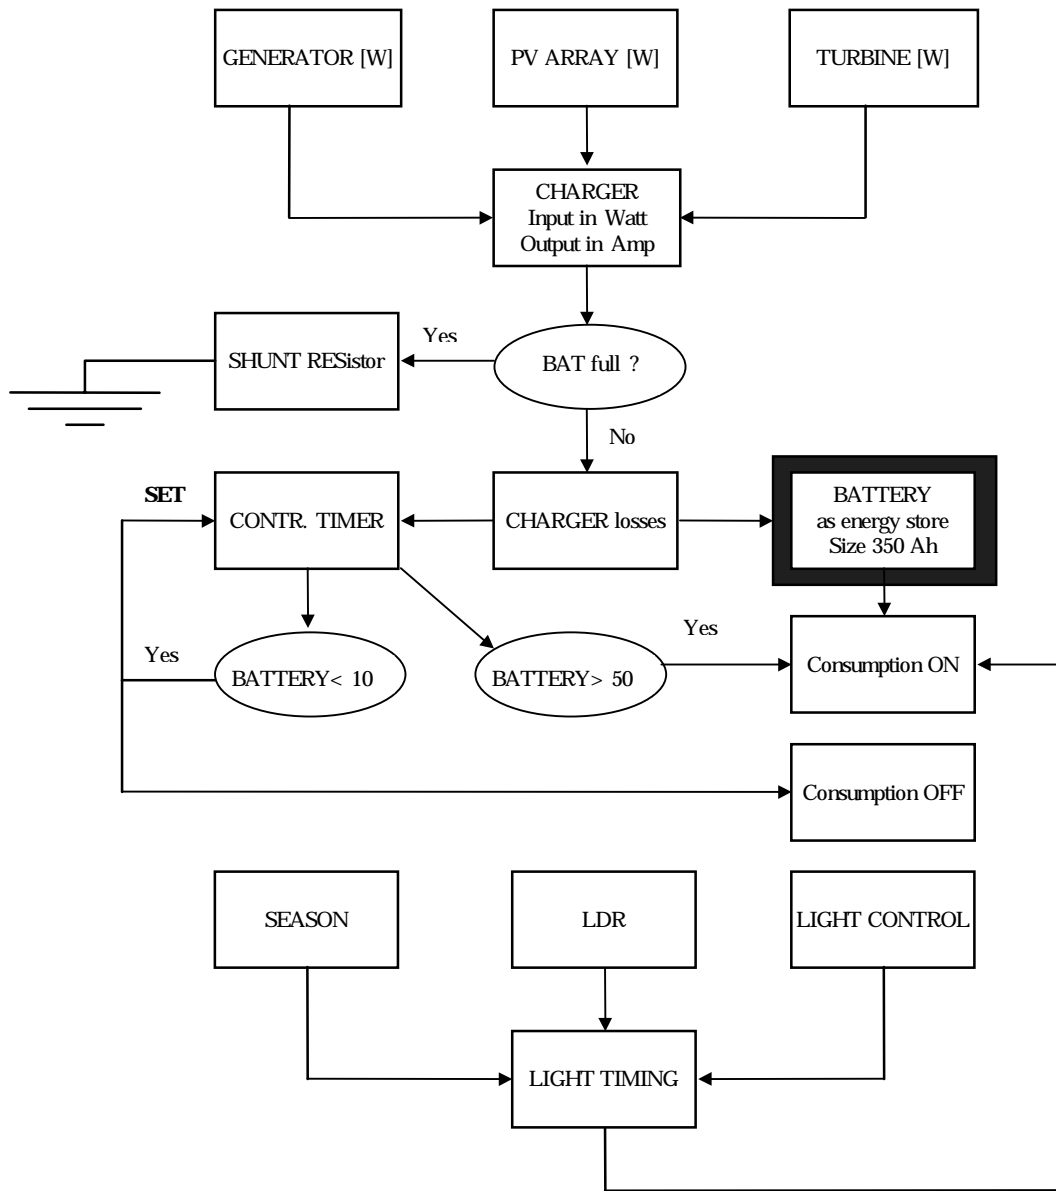 GENERATOR [W]
PV ARRAY [W]
TURBINE [W]
CHARGER
Input in Watt
Output in Amp
Yes
SHUNT RESistor
BAT full ?
No
SET
CONTR. TIMER
CHARGER losses
BATTERY
as energy store
Size 350 Ah
Yes
BATTERY< 10
BATTERY> 50
Yes
Consumption ON
Consumption OFF
SEASON
LDR
LIGHT CONTROL
LIGHT TIMING